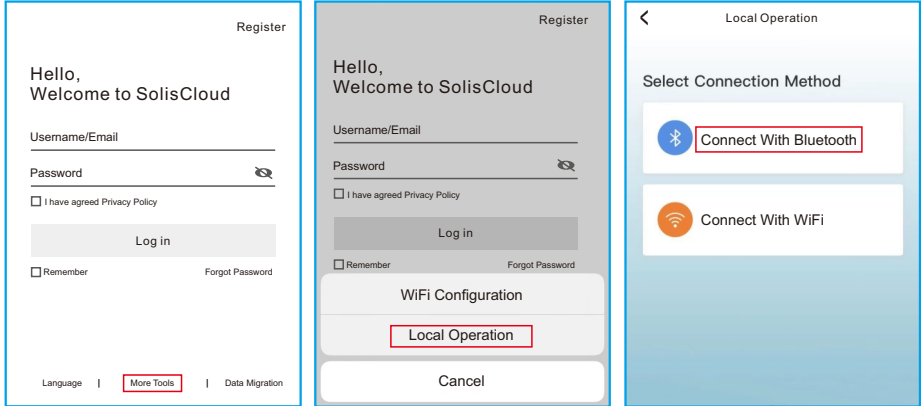 Register
Hello,
Welcome to SolisCloud
Username/Email
Password
I have agreed Privacy Policy
Log in
Remember Forgot Password
Language | More Tools | Data Migration
Register
Hello,
Welcome to SolisCloud
Username/Email
Password
I have agreed Privacy Policy
Log in
Remember Forgot Password
WiFi Configuration
Local Operation
Cancel
Local Operation
Select Connection Method
Connect With Bluetooth
Connect With WiFi